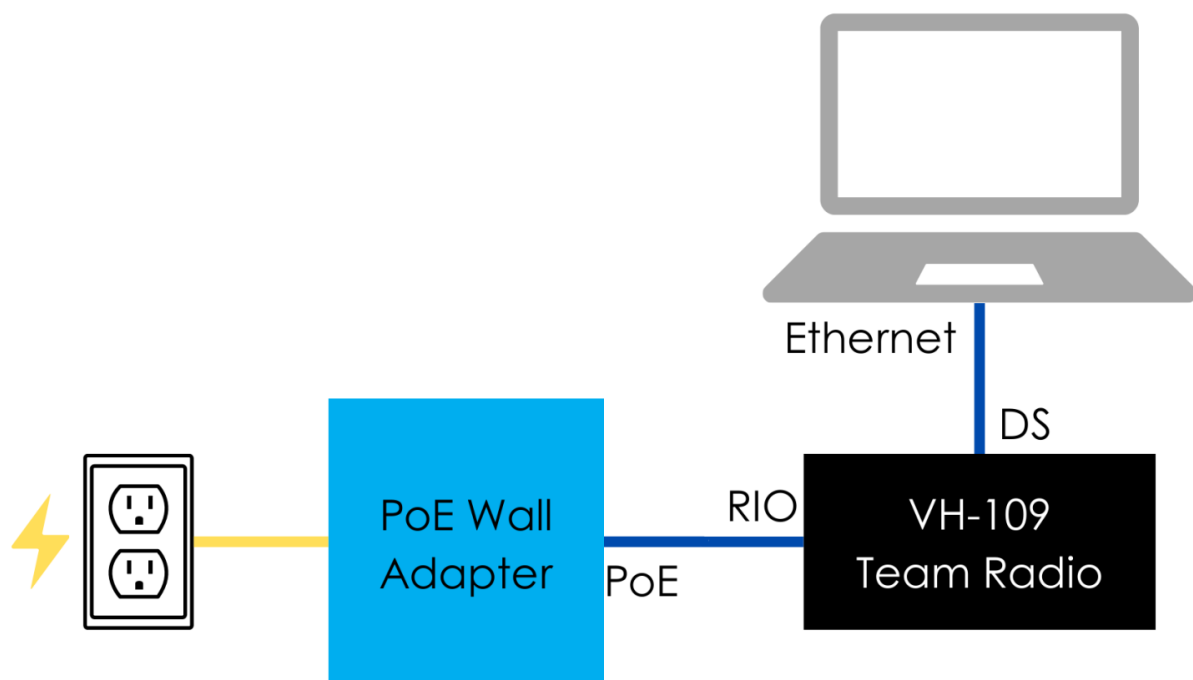 Ethernet
DS
PoE Wall
Adapter
PoE
RIO
VH-109
Team Radio